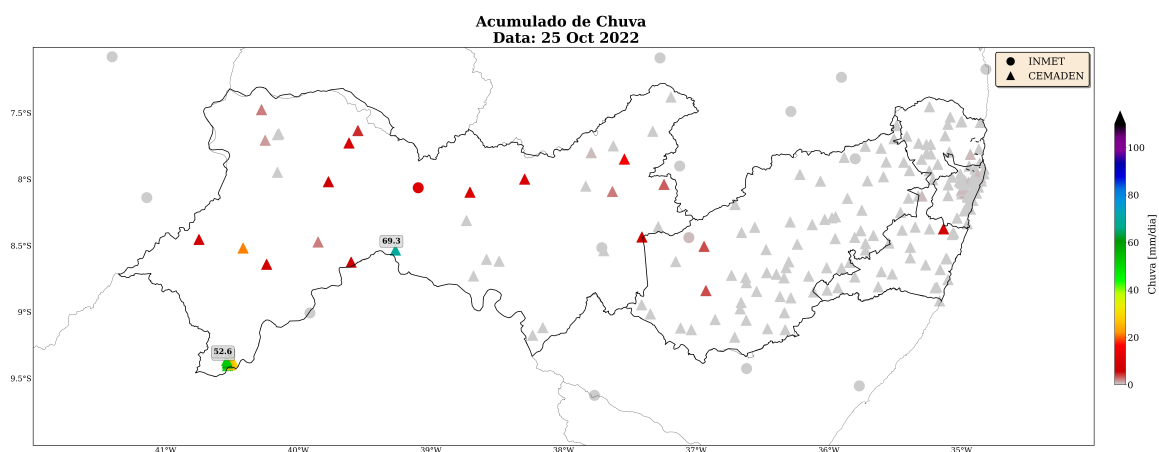 Acumulado de Chuva
Data: 25 Oct 2022
INMET
CEMADEN
7.5°S
8°S
8.5°S
9°S
9.5°S
69.3
52.6
41°W
40°W
39°W
38°W
37°W
36°W
35°W
100
80
60
40
20
0
Chuva [mm/dia]